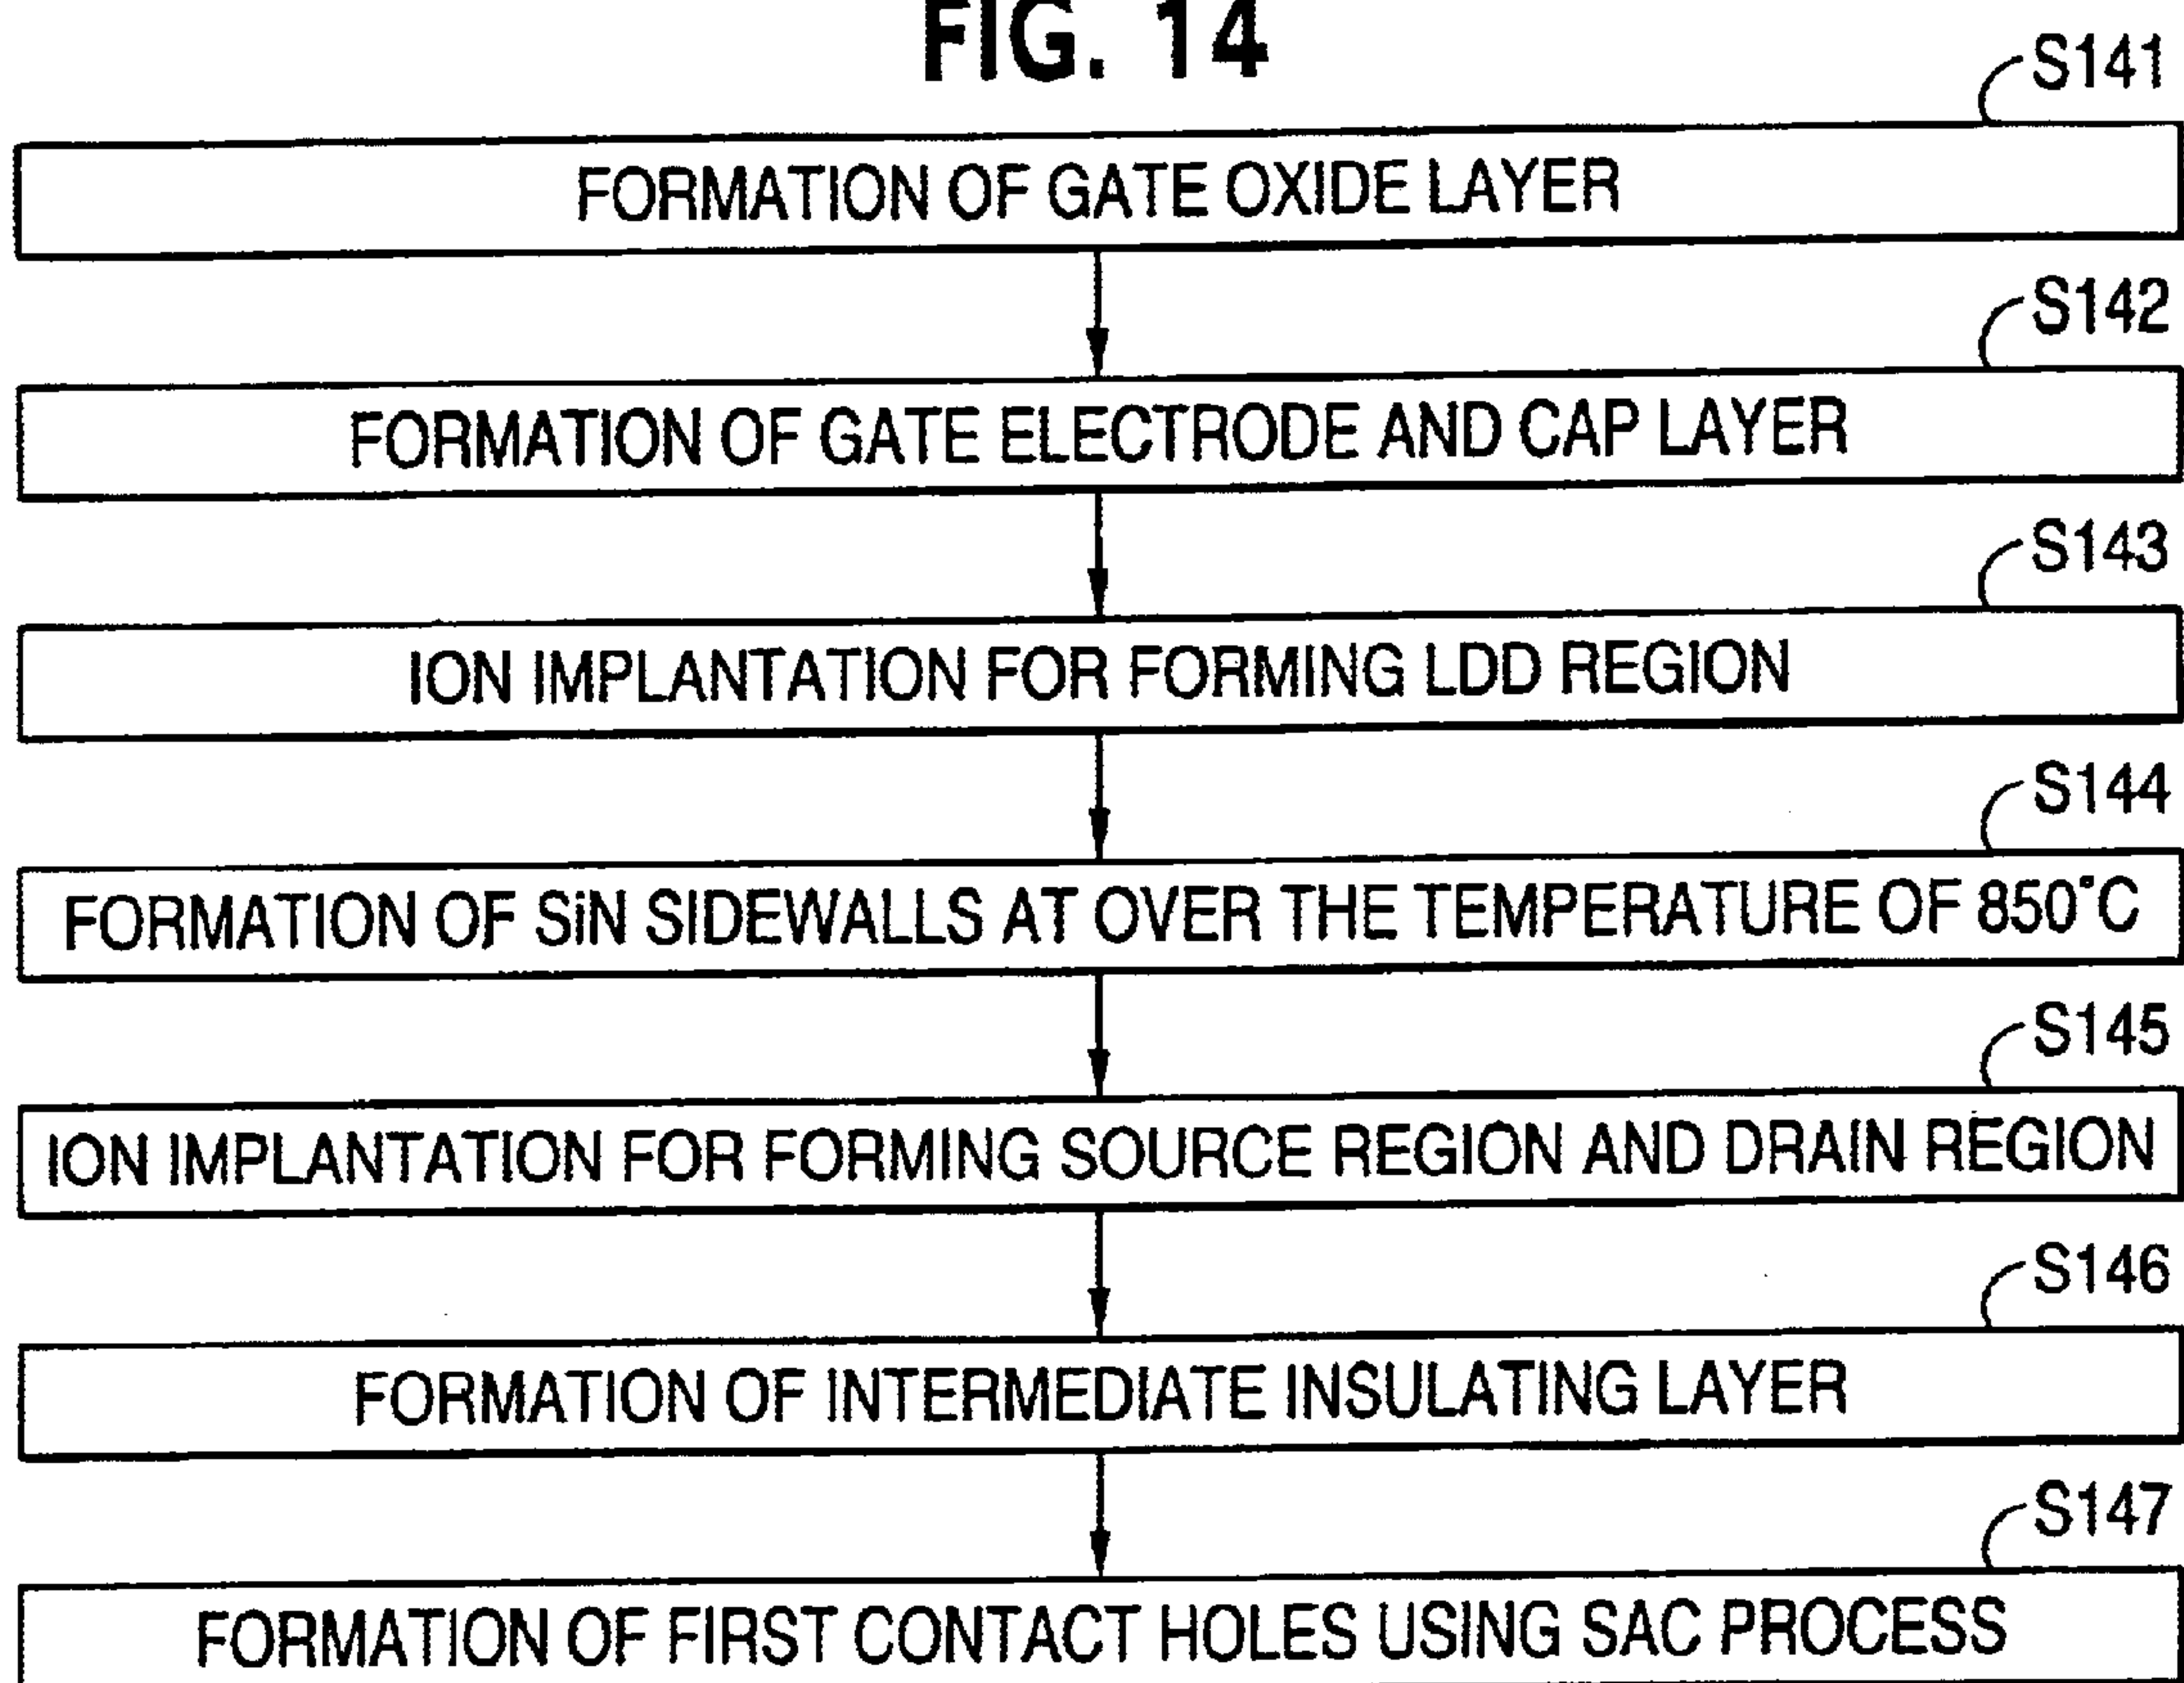 FIG. 14
S141
FORMATION OF GATE OXIDE LAYER
S142
FORMATION OF GATE ELECTRODE AND CAP LAYER
S143
ION IMPLANTATION FOR FORMING LDD REGION
S144
FORMATION OF SiN SIDEWALLS AT OVER THE TEMPERATURE OF 850°C
S145
ION IMPLANTATION FOR FORMING SOURCE REGION AND DRAIN REGION
S146
FORMATION OF INTERMEDIATE INSULATING LAYER
S147
FORMATION OF FIRST CONTACT HOLES USING SAC PROCESS